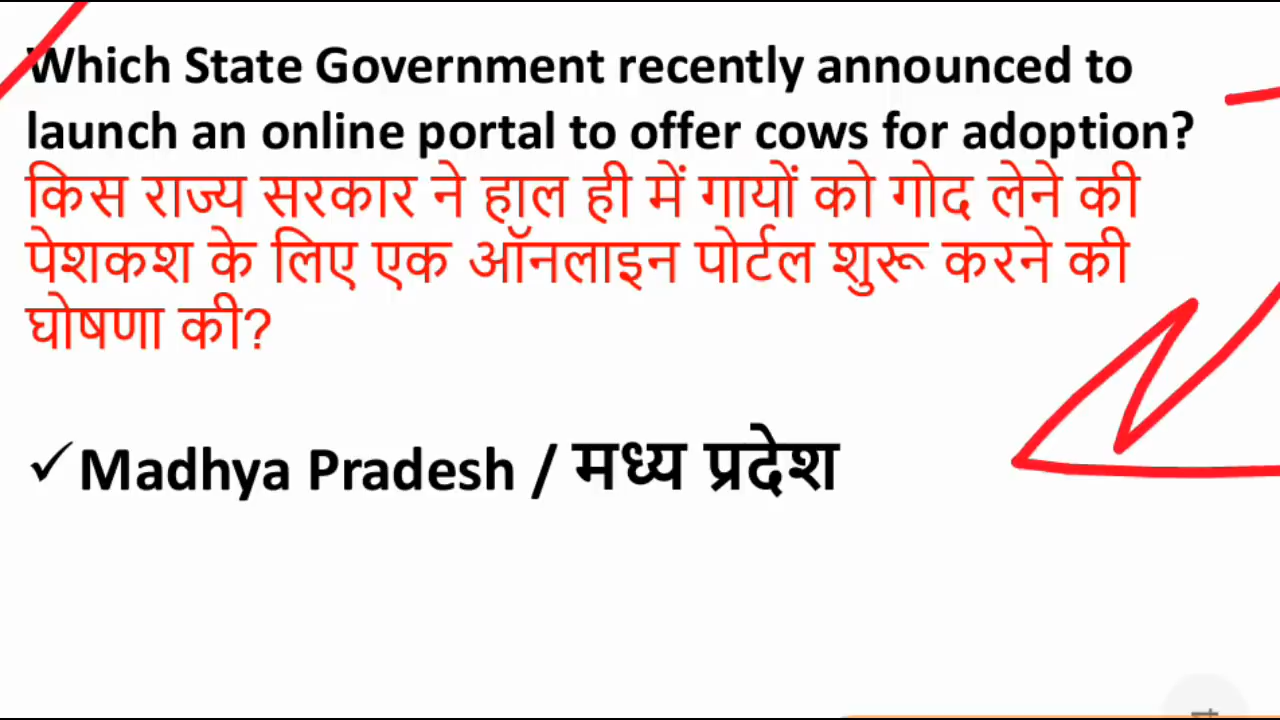 Which State Government recently announced to
launch an online portal to offer cows for adoption?
किस राज्य सरकार ने हाल ही में गायों को गोद लेने की
पेशकश के लिए एक ऑनलाइन पोर्टल शुरू करने की
घोषणा की?
✓Madhya Pradesh / मध्य प्रदेश